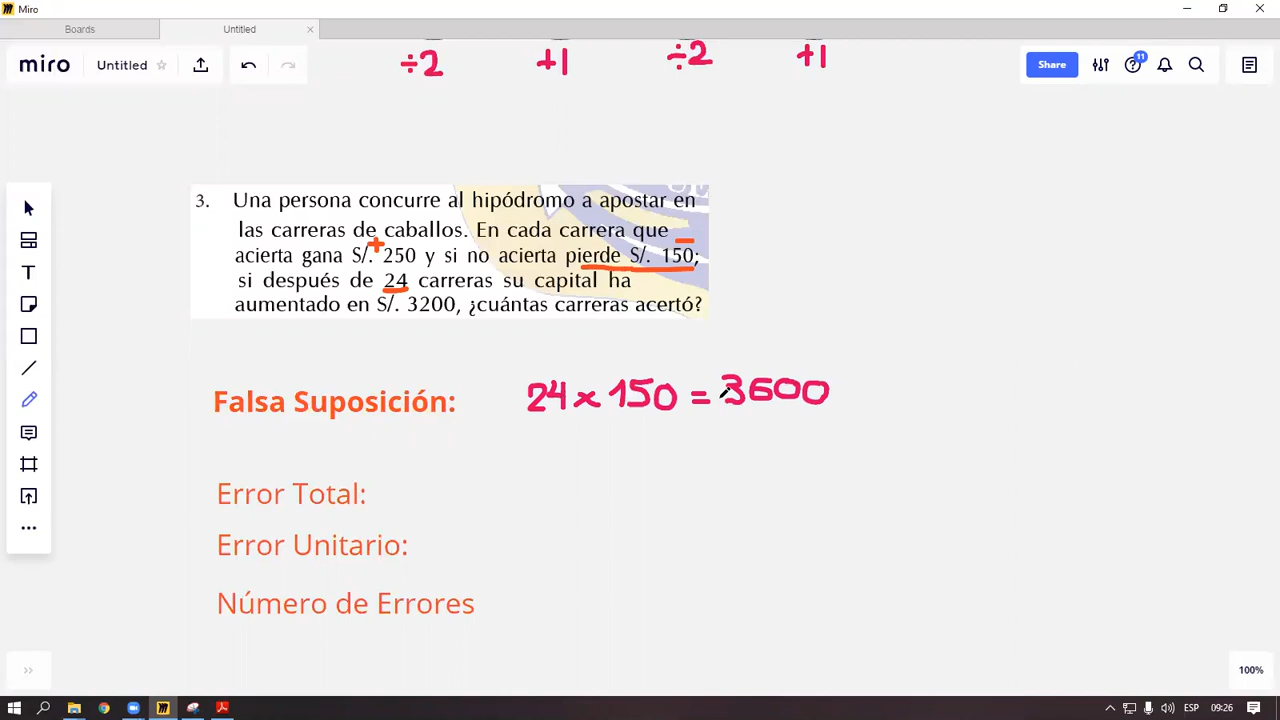 Miro
Boards
Untitled
÷2 +1 ÷2 +1
miro
Untitled
Share
11
3. Una persona concurre al hipódromo a apostar en
las carreras de caballos. En cada carrera que
acierta gana S/. 250 y si no acierta pierde S/. 150;
si después de 24 carreras su capital ha
aumentado en S/. 3200, ¿cuántas carreras acertó?
+
−
Falsa Suposición:
24 x 150 = 3600
Error Total:
Error Unitario:
Número de Errores
T
100%
ESP
09:26